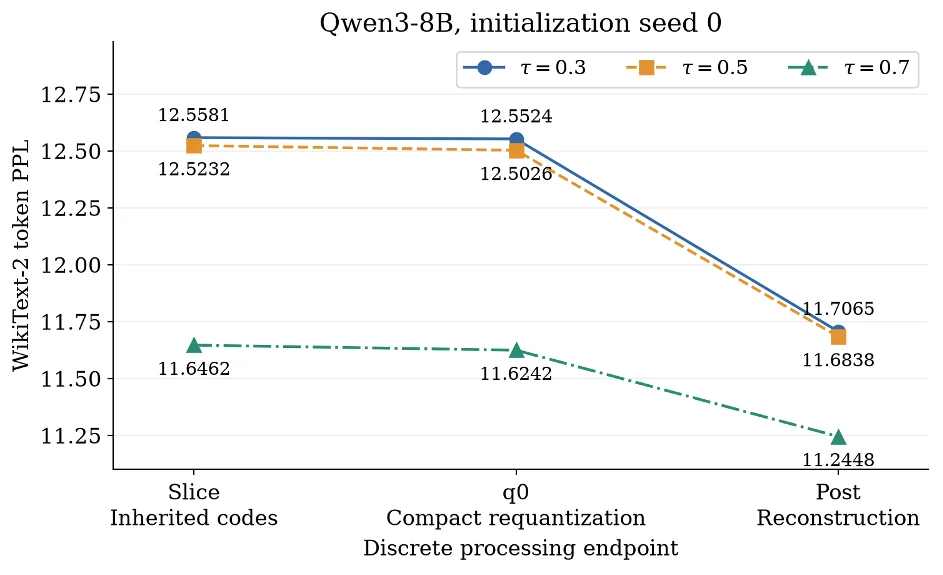 Qwen3-8B, initialization seed 0
τ = 0.3
τ = 0.5
τ = 0.7
WikiText-2 token PPL
12.75
12.50
12.25
12.00
11.75
11.50
11.25
12.5581
12.5524
12.5232
12.5026
11.7065
11.6838
11.6462
11.6242
11.2448
Slice
Inherited codes
q0
Compact requantization
Post
Reconstruction
Discrete processing endpoint